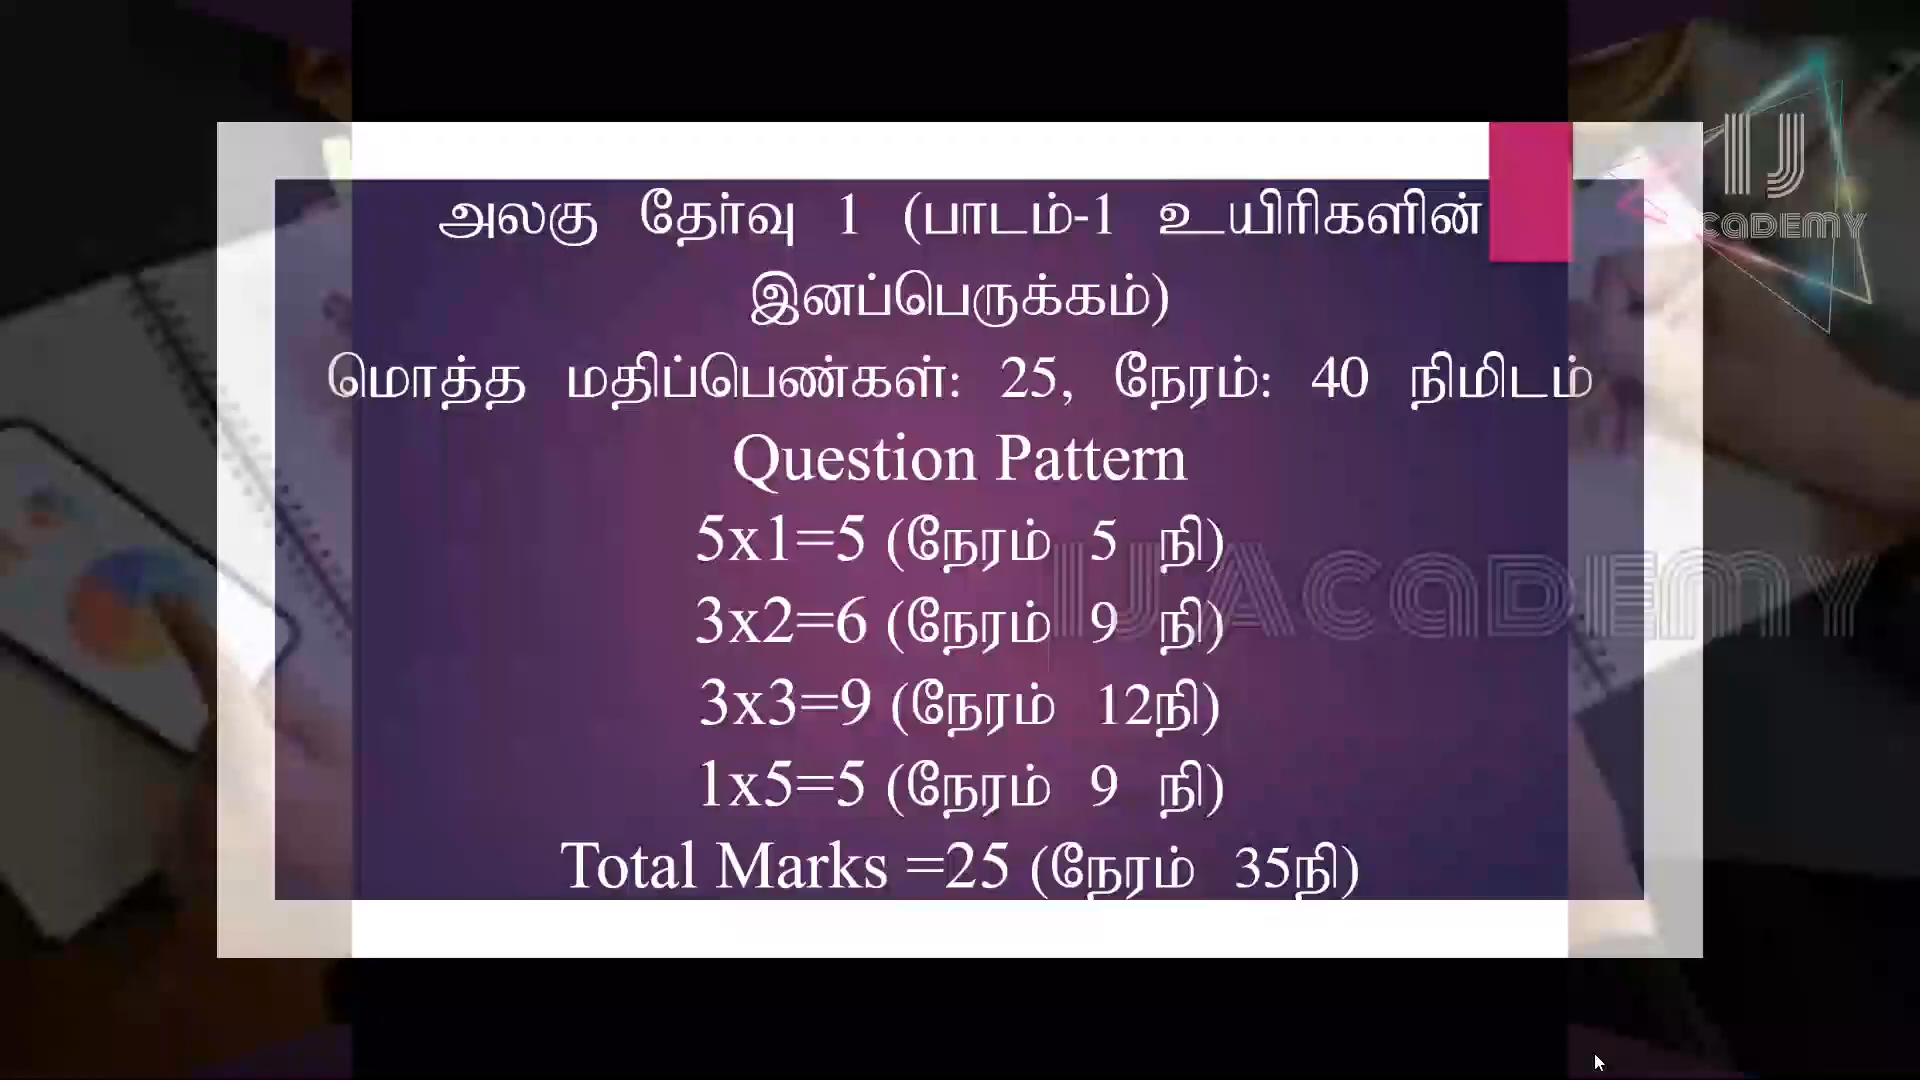 அலகு தேர்வு 1 (பாடம்-1 உயிரிகளின்
இனப்பெருக்கம்)
மொத்த மதிப்பெண்கள்: 25, நேரம்: 40 நிமிடம்
Question Pattern
5x1=5 (நேரம் 5 நி)
3x2=6 (நேரம் 9 நி)
3x3=9 (நேரம் 12நி)
1x5=5 (நேரம் 9 நி)
Total Marks =25 (நேரம் 35நி)
IJ
ACADEMY
IJ ACADEMY